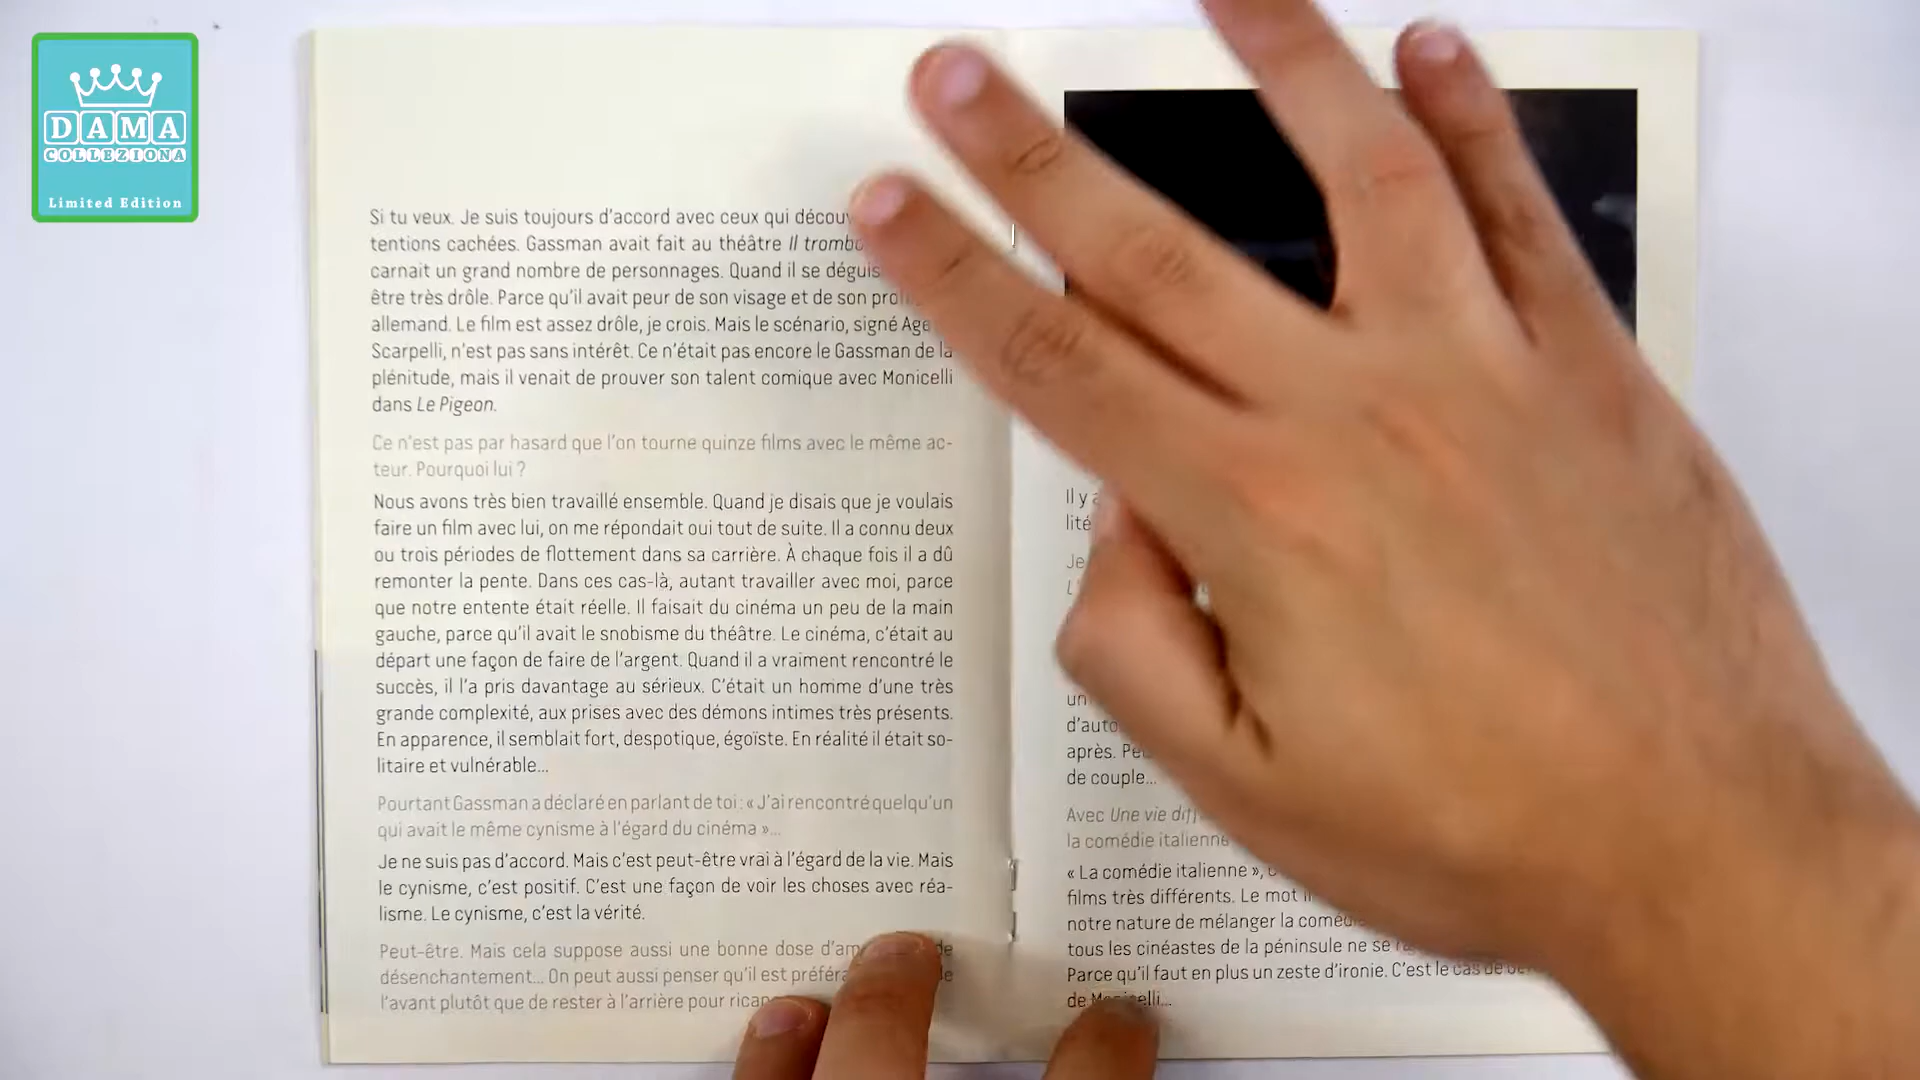 DAMA
COLLEZIONA
Limited Edition
Si tu veux. Je suis toujours d'accord avec ceux qui
tentions cachées. Gassman avait fait au théâtre Il
carnait un grand nombre de personnages. Quand il se
être très drôle. Parce qu'il avait peur de son visage et de son
allemand. Le film est assez drôle, je crois. Mais le scénario, signé Age
Scarpelli, n'est pas sans intérêt. Ce n'était pas encore le Gassman de la
plénitude, mais il venait de prouver son talent comique avec Monicelli
dans Le Pigeon.
Ce n'est pas par hasard que l'on tourne quinze films avec le même ac-
teur. Pourquoi lui ?
Nous avons très bien travaillé ensemble. Quand je disais que je voulais
faire un film avec lui, on me répondait oui tout de suite. Il a connu deux
ou trois périodes de flottement dans sa carrière. À chaque fois il a dû
remonter la pente. Dans ces cas-là, autant travailler avec moi, parce
que notre entente était réelle. Il faisait du cinéma un peu de la main
gauche, parce qu'il avait le snobisme du théâtre. Le cinéma, c'était au
départ une façon de faire de l'argent. Quand il a vraiment rencontré le
succès, il l'a pris davantage au sérieux. C'était un homme d'une très
grande complexité, aux prises avec des démons intimes très présents.
En apparence, il semblait fort, despotique, égoïste. En réalité il était so-
litaire et vulnérable...
Pourtant Gassman a déclaré en parlant de toi : « J'ai rencontré quelqu'un
qui avait le même cynisme à l'égard du cinéma »...
Je ne suis pas d'accord. Mais c'est peut-être vrai à l'égard de la vie. Mais
le cynisme, c'est positif. C'est une façon de voir les choses avec réa-
lisme. Le cynisme, c'est la vérité.
Peut-être. Mais cela suppose aussi une bonne dose de
désenchantement... On peut aussi penser qu'il est
l'avant plutôt que de rester à l'arrière pour
Il y
lité
Je
un
après.
de couple...
Avec Une vie
la comédie italienne
« La comédie italienne »,
films très différents. Le mot
notre nature de mélanger la
tous les cinéastes de la péninsule ne se
Parce qu'il faut en plus un zeste d'ironie. C'est le cas de
de Monicelli...